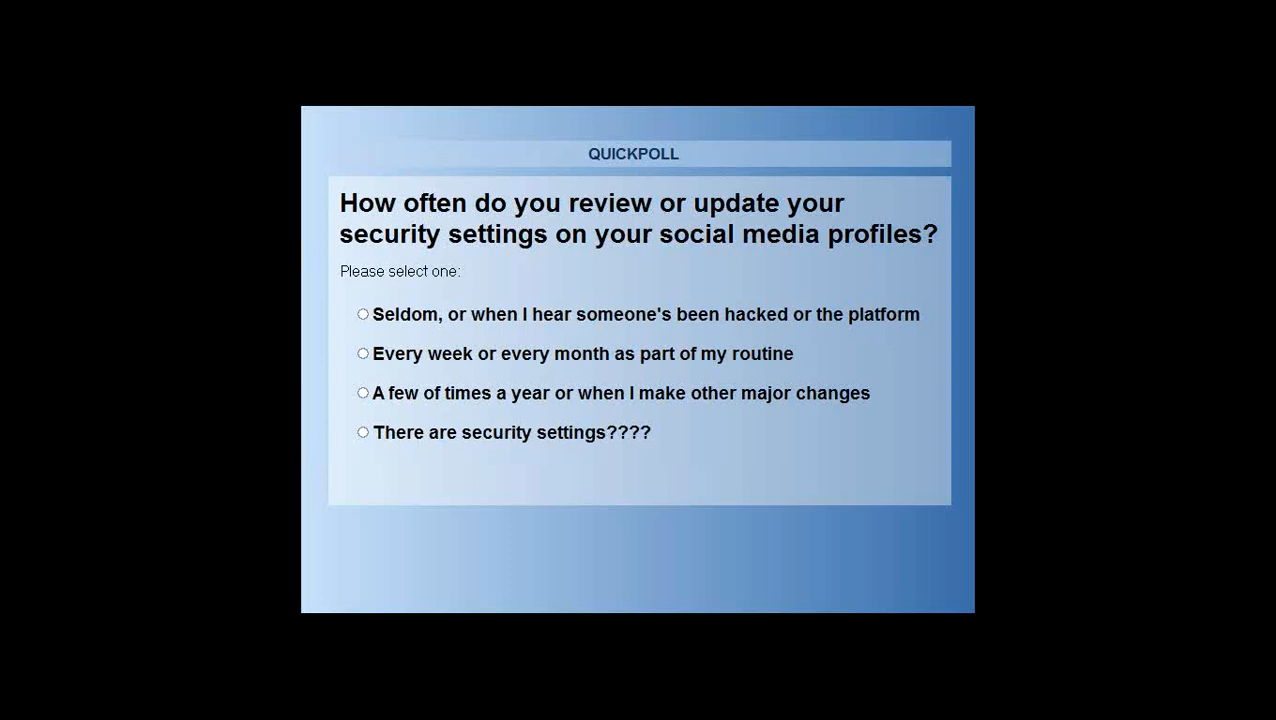 QUICKPOLL
How often do you review or update your
security settings on your social media profiles?
Please select one:
Seldom, or when I hear someone's been hacked or the platform
Every week or every month as part of my routine
A few of times a year or when I make other major changes
There are security settings????